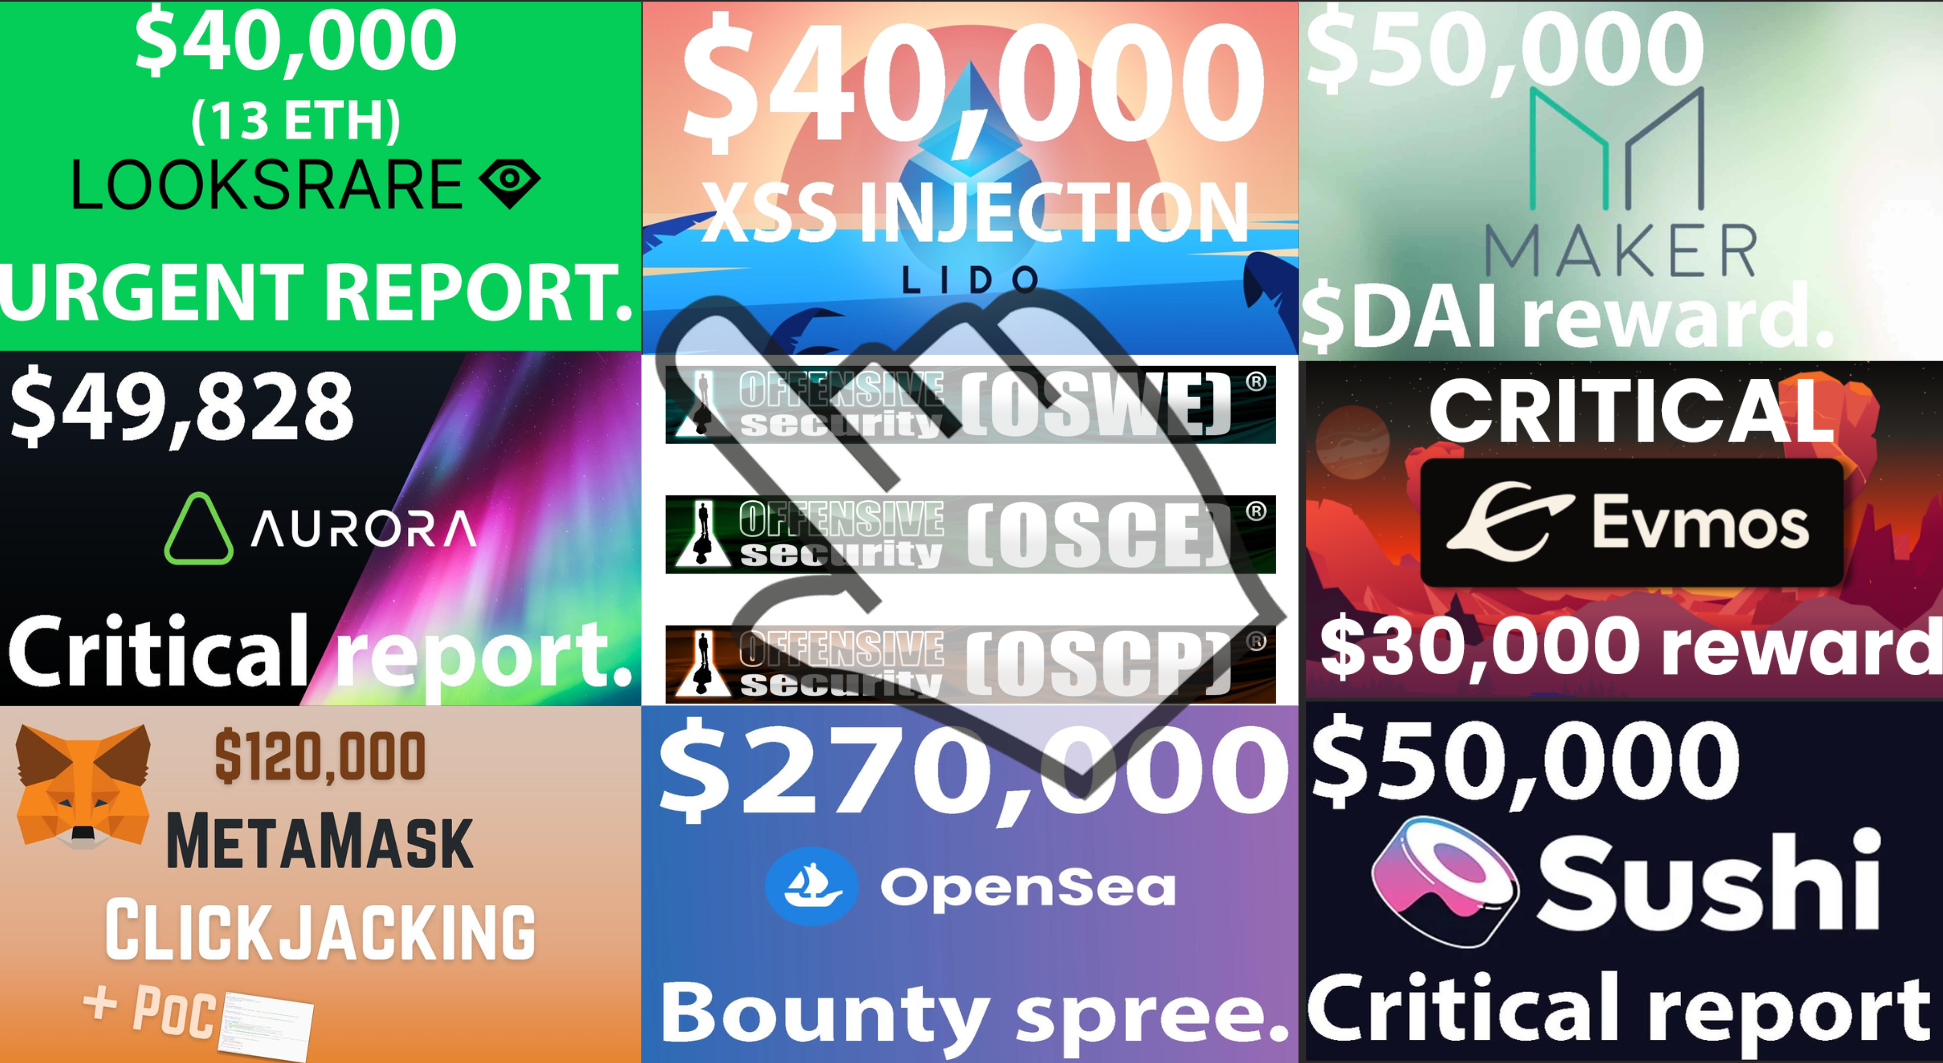 $40,000
(13 ETH)
LOOKSRARE
URGENT REPORT.
$40,000
XSS INJECTION
LIDO
$50,000
MAKER
$DAI reward.
$49,828
AURORA
Critical report.
OFFENSIVE
security
(OSWE)®
OFFENSIVE
security
(OSCE)®
OFFENSIVE
security
(OSCP)®
CRITICAL
Evmos
$30,000 reward
$120,000
METAMASK
CLICKJACKING
+ POC
$270,000
OpenSea
Bounty spree.
$50,000
Sushi
Critical report